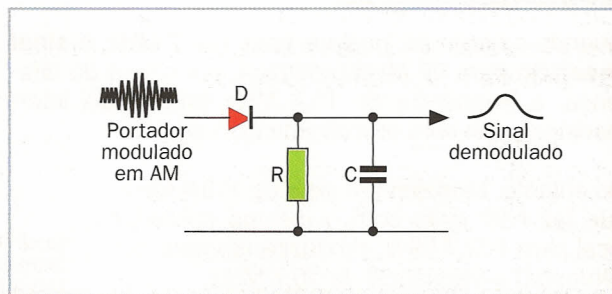 D
Portador
modulado
em AM
R
C
Sinal
demodulado